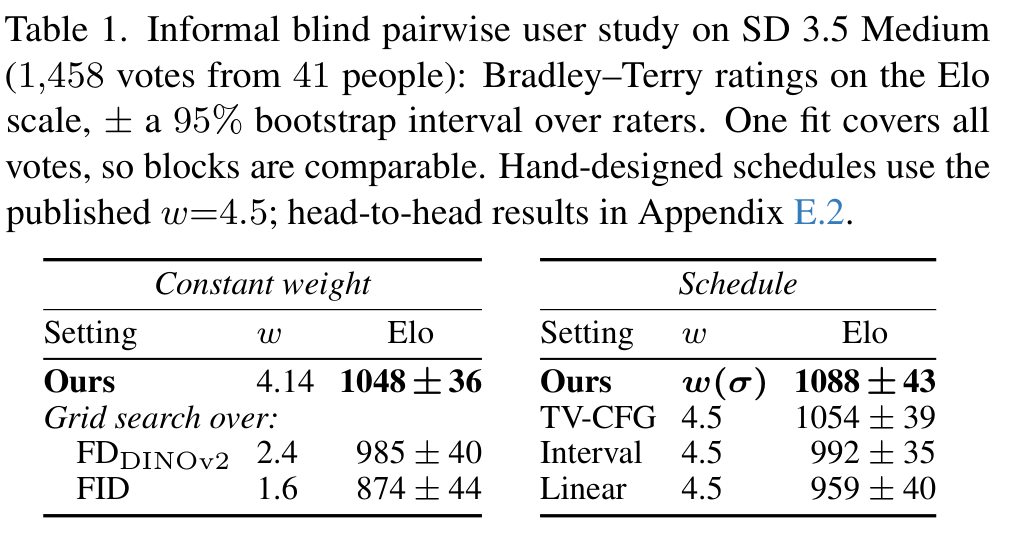 Table 1. Informal blind pairwise user study on SD 3.5 Medium
(1,458 votes from 41 people): Bradley–Terry ratings on the Elo
scale, ± a 95% bootstrap interval over raters. One fit covers all
votes, so blocks are comparable. Hand-designed schedules use the
published w=4.5; head-to-head results in Appendix E.2.
Constant weight
Setting w Elo
Ours 4.14 1048 ± 36
Grid search over:
FD_DINOv2 2.4 985 ± 40
FID 1.6 874 ± 44
Schedule
Setting w Elo
Ours w(σ) 1088 ± 43
TV-CFG 4.5 1054 ± 39
Interval 4.5 992 ± 35
Linear 4.5 959 ± 40